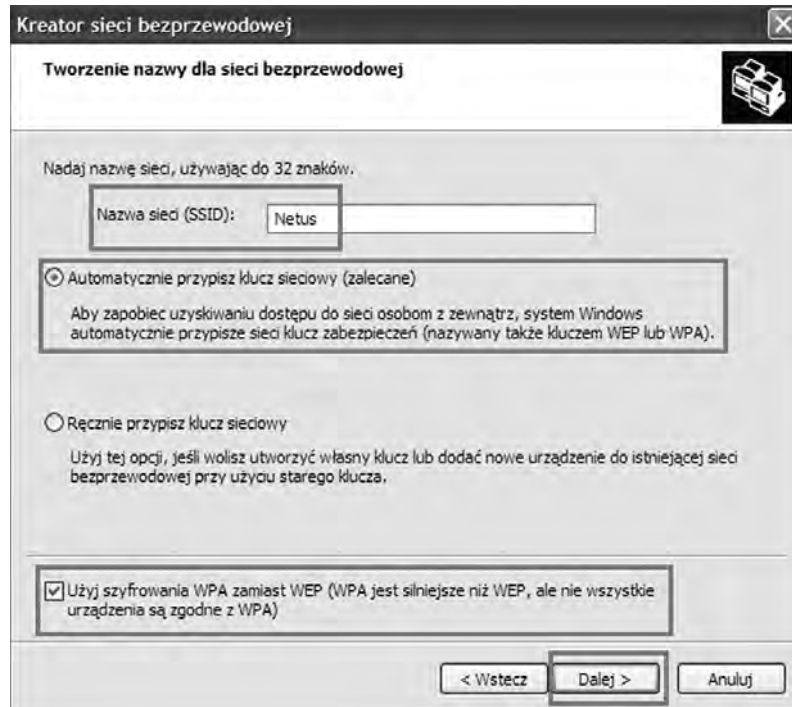 Kreator sieci bezprzewodowej
Tworzenie nazwy dla sieci bezprzewodowej
Nadaj nazwę sieci, używając do 32 znaków.
Nazwa sieci (SSID): Netus
Automatycznie przypisz klucz sieciowy (zalecane)
Aby zapobiec uzyskiwaniu dostępu do sieci osobom z zewnątrz, system Windows
automatycznie przypisze sieci klucz zabezpieczeń (nazywany także kluczem WEP lub WPA).
Ręcznie przypisz klucz sieciowy
Użyj tej opcji, jeśli wolisz utworzyć własny klucz lub dodać nowe urządzenie do istniejącej sieci
bezprzewodowej przy użyciu starego klucza.
Użyj szyfrowania WPA zamiast WEP (WPA jest silniejsze niż WEP, ale nie wszystkie
urządzenia są zgodne z WPA)
< Wstecz Dalej > Anuluj